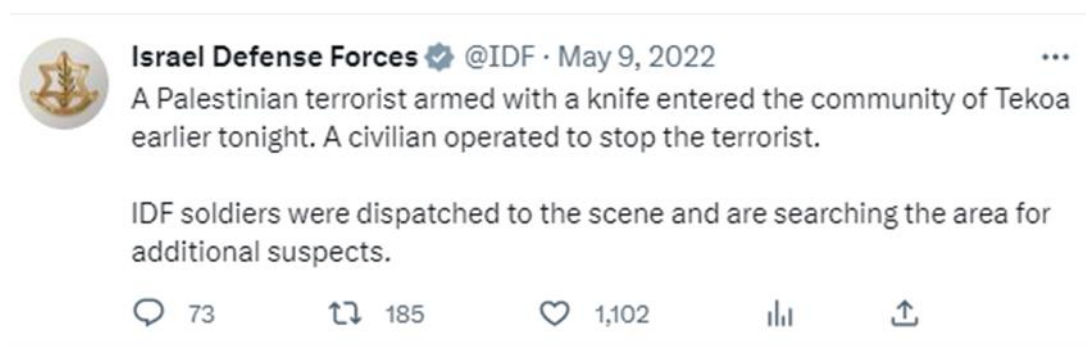 Israel Defense Forces @IDF · May 9, 2022
A Palestinian terrorist armed with a knife entered the community of Tekoa
earlier tonight. A civilian operated to stop the terrorist.
IDF soldiers were dispatched to the scene and are searching the area for
additional suspects.
73 185 1,102